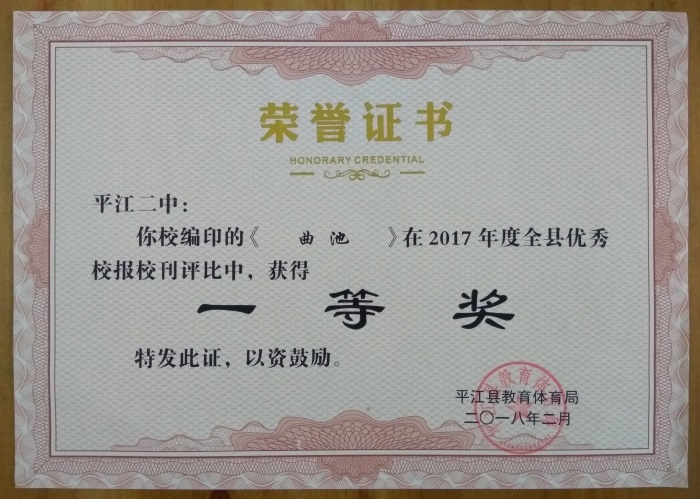 荣誉证书
HONORARY CREDENTIAL
平江二中：
你校编印的《 曲池 》在2017年度全县优秀
校报校刊评比中，获得
一等奖
特发此证，以资鼓励。
平江县教育体育局
二〇一八年二月